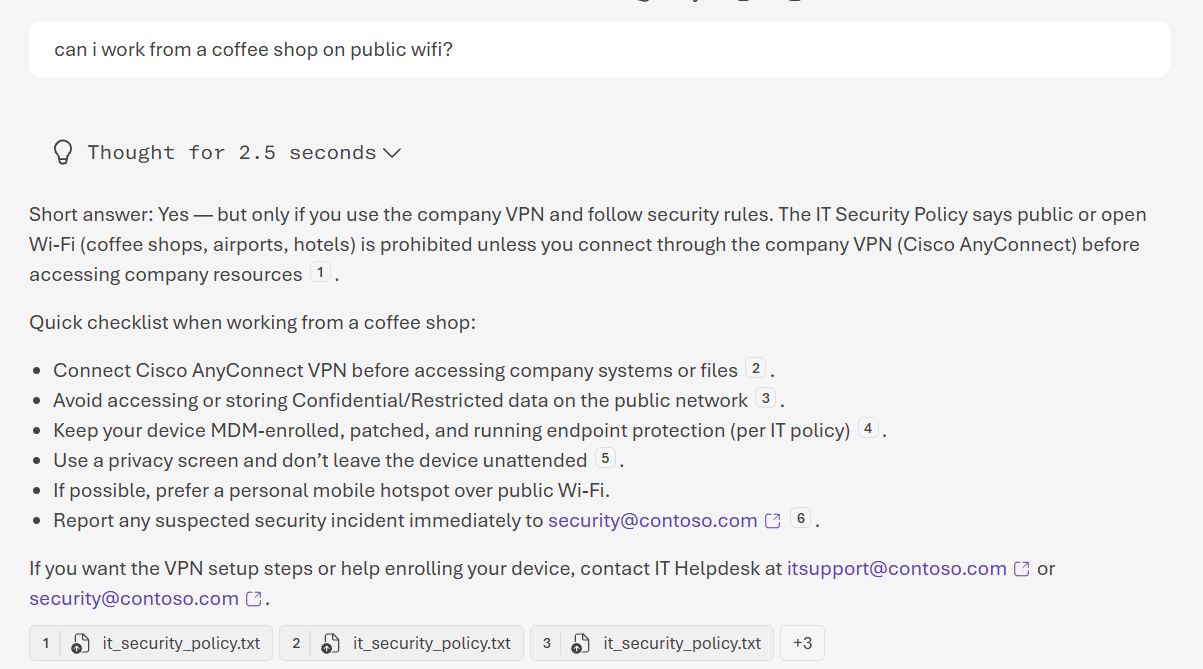 can i work from a coffee shop on public wifi?
Thought for 2.5 seconds
Short answer: Yes — but only if you use the company VPN and follow security rules. The IT Security Policy says public or open
Wi-Fi (coffee shops, airports, hotels) is prohibited unless you connect through the company VPN (Cisco AnyConnect) before
accessing company resources 1 .
Quick checklist when working from a coffee shop:
• Connect Cisco AnyConnect VPN before accessing company systems or files 2 .
• Avoid accessing or storing Confidential/Restricted data on the public network 3 .
• Keep your device MDM-enrolled, patched, and running endpoint protection (per IT policy) 4 .
• Use a privacy screen and don’t leave the device unattended 5 .
• If possible, prefer a personal mobile hotspot over public Wi-Fi.
• Report any suspected security incident immediately to security@contoso.com 6 .
If you want the VPN setup steps or help enrolling your device, contact IT Helpdesk at itsupport@contoso.com or
security@contoso.com .
1 it_security_policy.txt 2 it_security_policy.txt 3 it_security_policy.txt +3